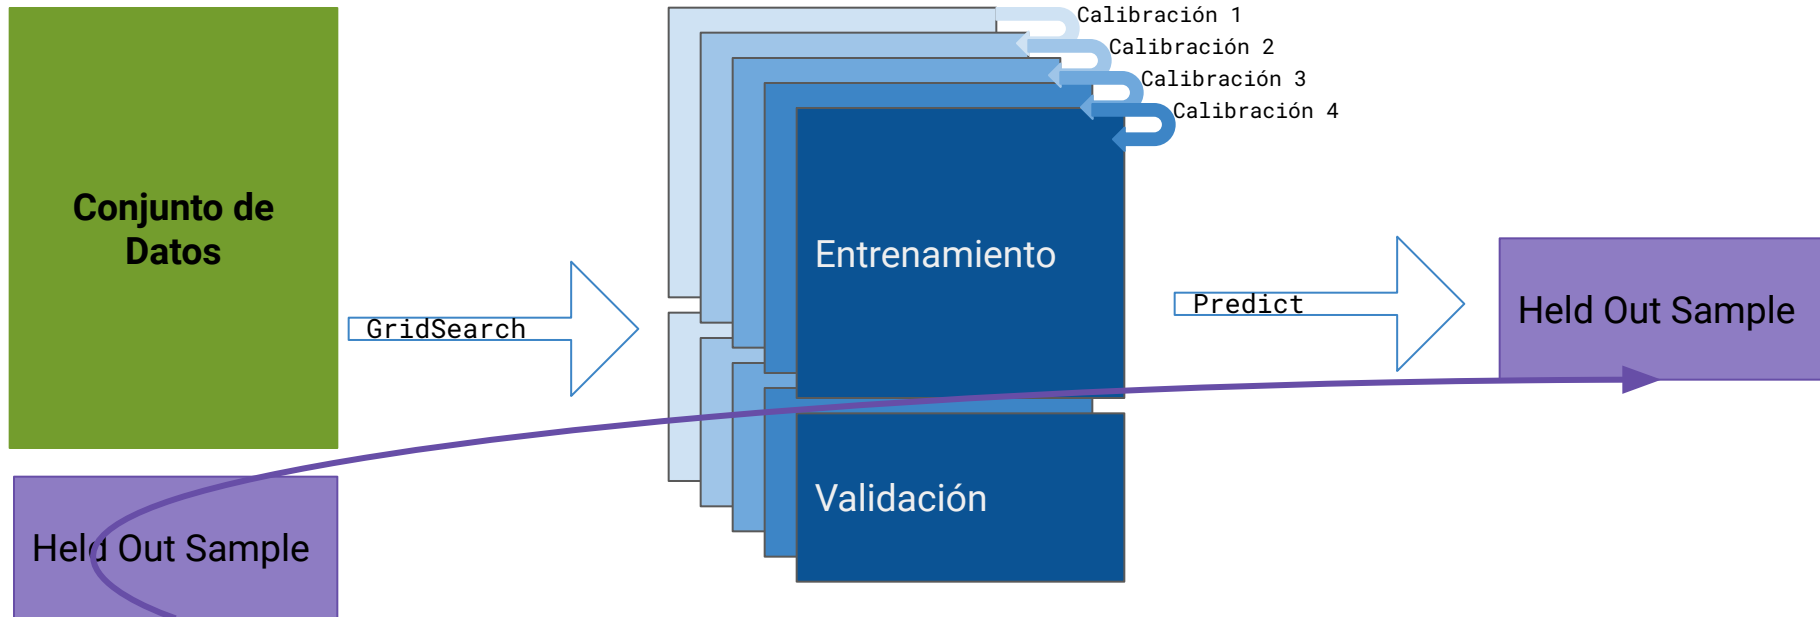 Conjunto de
Datos
Held Out Sample
GridSearch
Calibración 1
Calibración 2
Calibración 3
Calibración 4
Entrenamiento
Validación
Predict
Held Out Sample